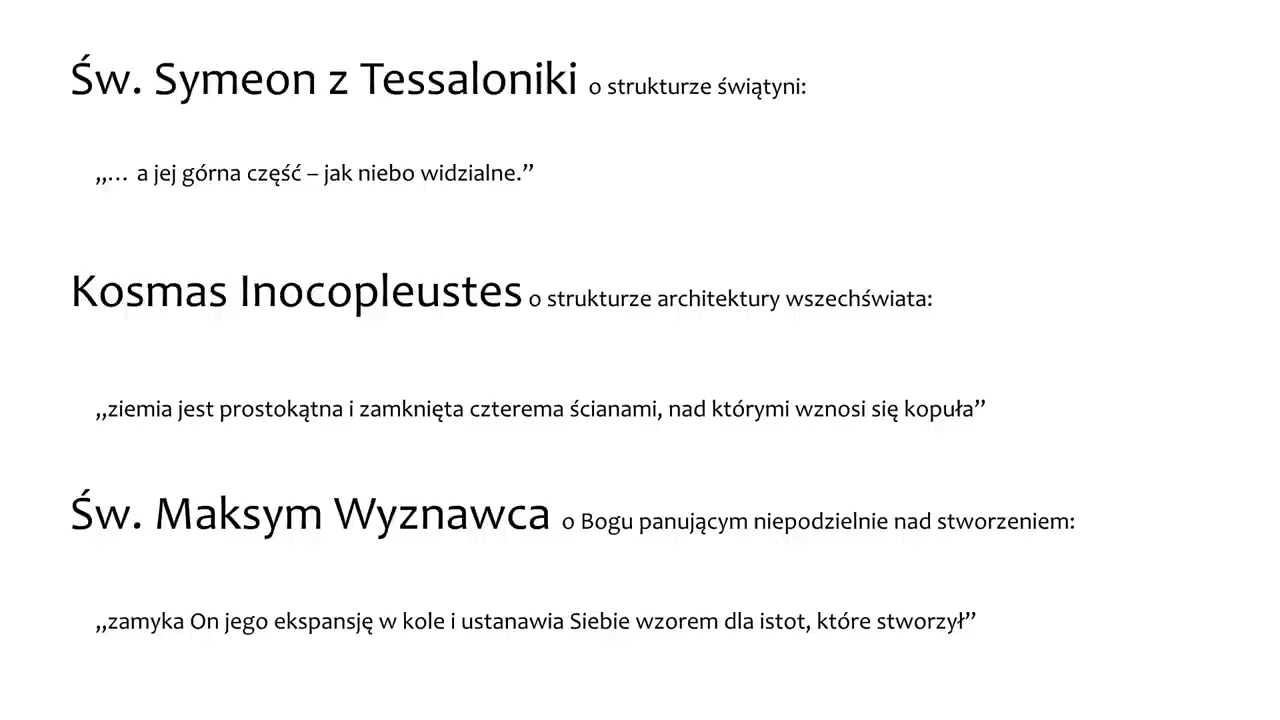 Św. Symeon z Tessaloniki o strukturze świątyni:
„… a jej górna część – jak niebo widzialne.”
Kosmas Inocopleustes o strukturze architektury wszechświata:
„ziemia jest prostokątna i zamknięta czterema ścianami, nad którymi wznosi się kopuła”
Św. Maksym Wyznawca o Bogu panującym niepodzielnie nad stworzeniem:
„zamyka On jego ekspansję w kole i ustanawia Siebie wzorem dla istot, które stworzył”